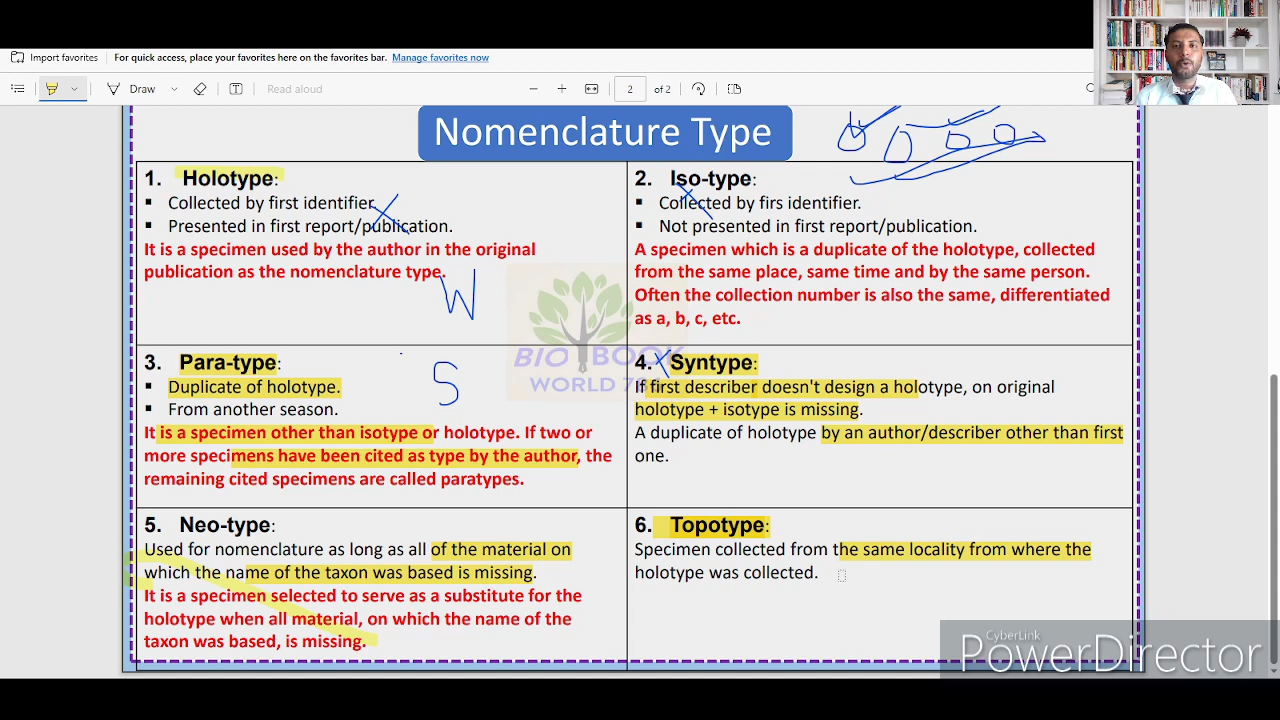 Import favorites
For quick access, place your favorites here on the favorites bar. Manage favorites now
Draw
Read aloud
2 of 2
Nomenclature Type
1. Holotype:
Collected by first identifier.
Presented in first report/publication.
It is a specimen used by the author in the original
publication as the nomenclature type.
W
2. Iso-type:
Collected by firs identifier.
Not presented in first report/publication.
A specimen which is a duplicate of the holotype, collected
from the same place, same time and by the same person.
Often the collection number is also the same, differentiated
as a, b, c, etc.
3. Para-type:
Duplicate of holotype.
From another season.
It is a specimen other than isotype or holotype. If two or
more specimens have been cited as type by the author, the
remaining cited specimens are called paratypes.
S
4. Syntype:
If first describer doesn't design a holotype, on original
holotype + isotype is missing.
A duplicate of holotype by an author/describer other than first
one.
5. Neo-type:
Used for nomenclature as long as all of the material on
which the name of the taxon was based is missing.
It is a specimen selected to serve as a substitute for the
holotype when all material, on which the name of the
taxon was based, is missing.
6. Topotype:
Specimen collected from the same locality from where the
holotype was collected.
BIO BOOK
WORLD
CyberLink
PowerDirector